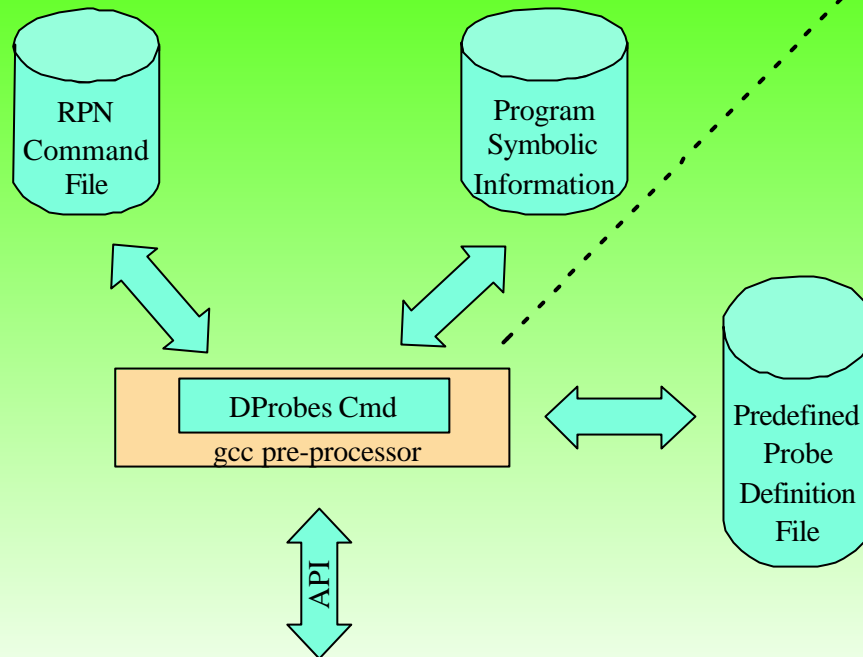 RPN
Command
File
Program
Symbolic
Information
DProbes Cmd
gcc pre-processor
Predefined
Probe
Definition
File
API